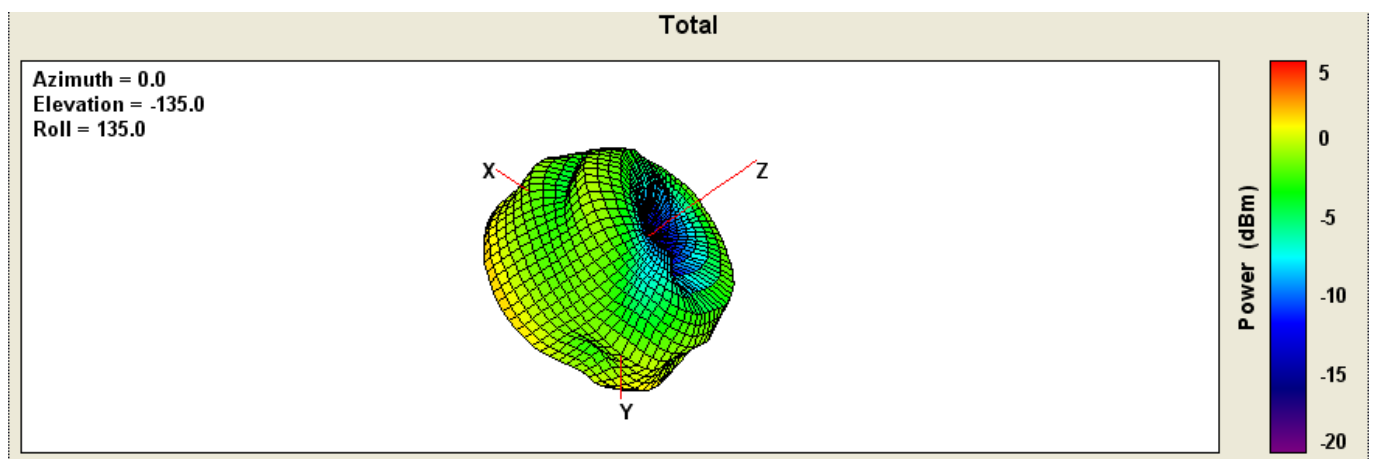 Total
Azimuth = 0.0
Elevation = -135.0
Roll = 135.0
X
Z
Y
5
0
-5
-10
-15
-20
Power (dBm)